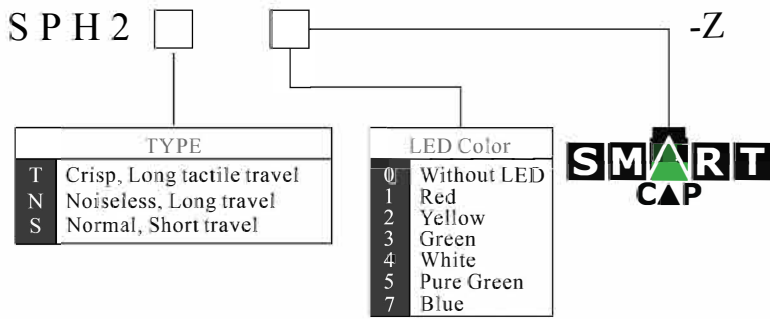 S P H 2 -Z
TYPE
T Crisp, Long tactile travel
N Noiseless, Long travel
S Normal, Short travel
LED Color
0 Without LED
1 Red
2 Yellow
3 Green
4 White
5 Pure Green
7 Blue
SMART
CAP